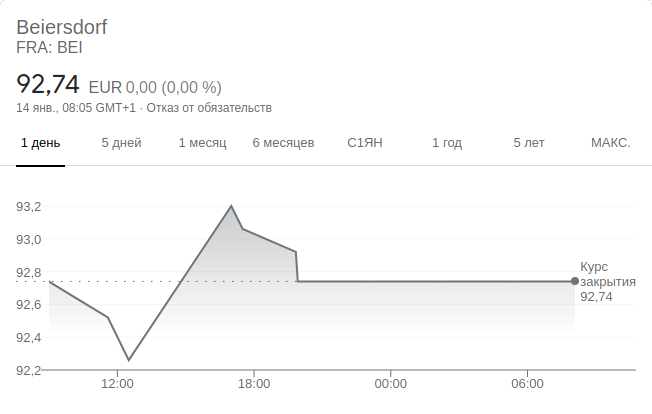 Beiersdorf
FRA: BEI
92,74 EUR 0,00 (0,00 %)
14 янв., 08:05 GMT+1 · Отказ от обязательств
1 день 5 дней 1 месяц 6 месяцев С1ЯН 1 год 5 лет МАКС.
93,2
93,0
92,8
92,6
92,4
92,2
Курс
закрытия
92,74
12:00 18:00 00:00 06:00